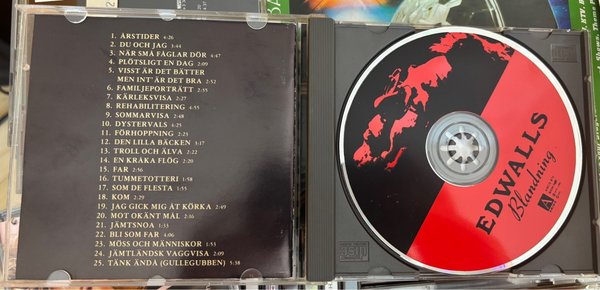 1. ÅRSTIDER 4:26
2. DU OCH JAG 3:44
3. NÄR SMÅ FÅGLAR DÖR 4:47
4. PLÖTSLIGT EN DAG 2:09
5. VISST ÄR DET BÄTTER
MEN INT' ÄR DET BRA 2:52
6. FAMILJEPORTRÄTT 2:55
7. KÄRLEKSVISA 2:27
8. REHABILITERING 4:55
9. SOMMARVISA 2:48
10. DYSTERVALS 4:25
11. FÖRHOPPNING 2:23
12. DEN LILLA BÄCKEN 3:17
13. TROLL OCH ÄLVA 2:22
14. EN KRÅKA FLÖG 2:20
15. FAR 2:56
16. TUMMETOTTERI 1:58
17. SOM DE FLESTA 1:55
18. KOM 2:29
19. JAG GICK MIG ÅT KÖRKA 2:49
20. MOT OKÄNT MÅL 2:16
21. JÄMTSNOA 1:33
22. BLI SOM FAR 4:06
23. MÖSS OCH MÄNNISKOR 1:53
24. JÄMTLÄNDSK VAGGVISA 2:09
25. TÄNK ÄNDÅ (GULLEGUBBEN) 5:38
EDWALLS
Blandning
A